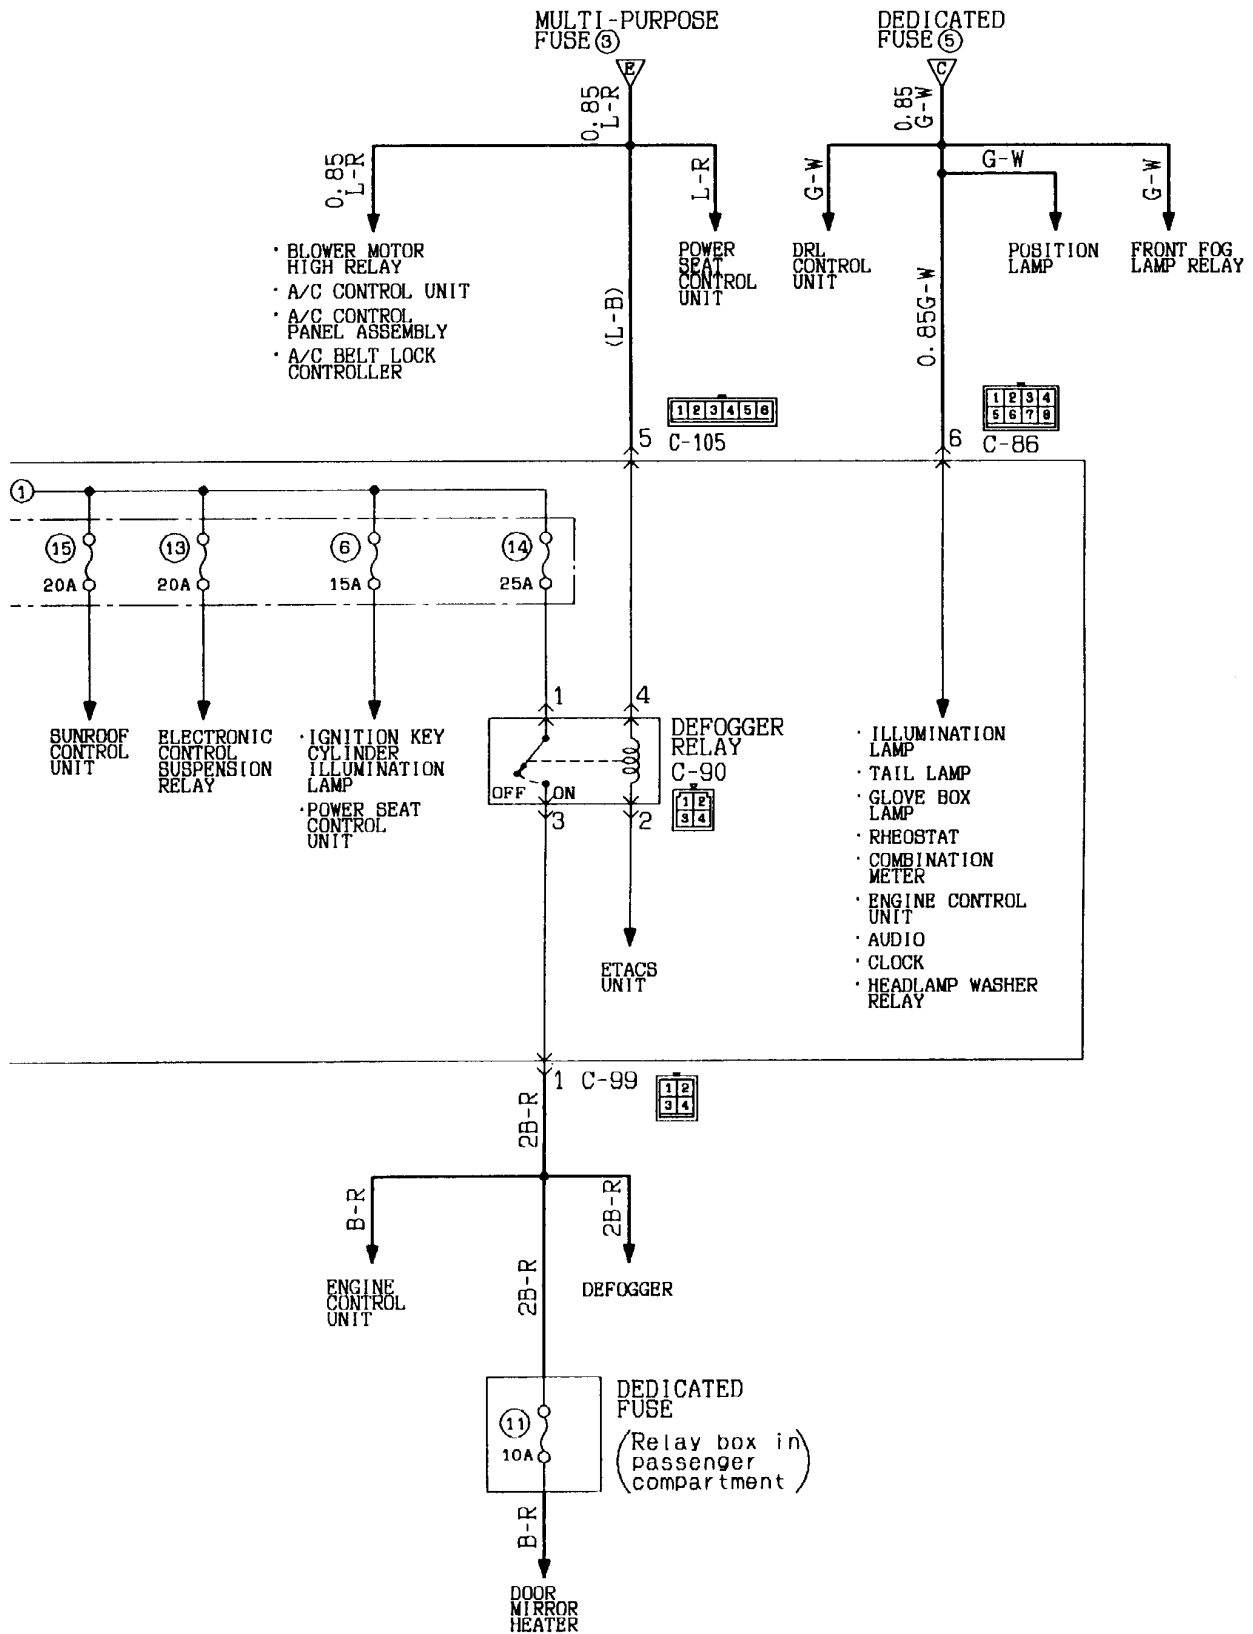 MULTI-PURPOSE
FUSE ③
DEDICATED
FUSE ⑤
E
C
0.85
L-R
0.85
G-W
0.85
L-R
L-R
G-W
G-W
G-W
· BLOWER MOTOR
HIGH RELAY
· A/C CONTROL UNIT
· A/C CONTROL
PANEL ASSEMBLY
· A/C BELT LOCK
CONTROLLER
POWER
SEAT
CONTROL
UNIT
DRL
CONTROL
UNIT
POSITION
LAMP
FRONT FOG
LAMP RELAY
(L-B)
0.85G-W
1 2 3 4 5 6
5 C-105
1 2 3 4
5 6 7 8
6 C-86
①
⑮
20A
⑬
20A
⑥
15A
⑭
25A
SUNROOF
CONTROL
UNIT
ELECTRONIC
CONTROL
SUSPENSION
RELAY
· IGNITION KEY
CYLINDER
ILLUMINATION
LAMP
· POWER SEAT
CONTROL
UNIT
1
4
OFF
ON
3
2
DEFOGGER
RELAY
C-90
1 2
3 4
ETACS
UNIT
· ILLUMINATION
LAMP
· TAIL LAMP
· GLOVE BOX
LAMP
· RHEOSTAT
· COMBINATION
METER
· ENGINE CONTROL
UNIT
· AUDIO
· CLOCK
· HEADLAMP WASHER
RELAY
1 C-99
1 2
3 4
2B-R
B-R
2B-R
2B-R
ENGINE
CONTROL
UNIT
DEFOGGER
⑪
10A
DEDICATED
FUSE
(Relay box in
passenger
compartment)
B-R
DOOR
MIRROR
HEATER